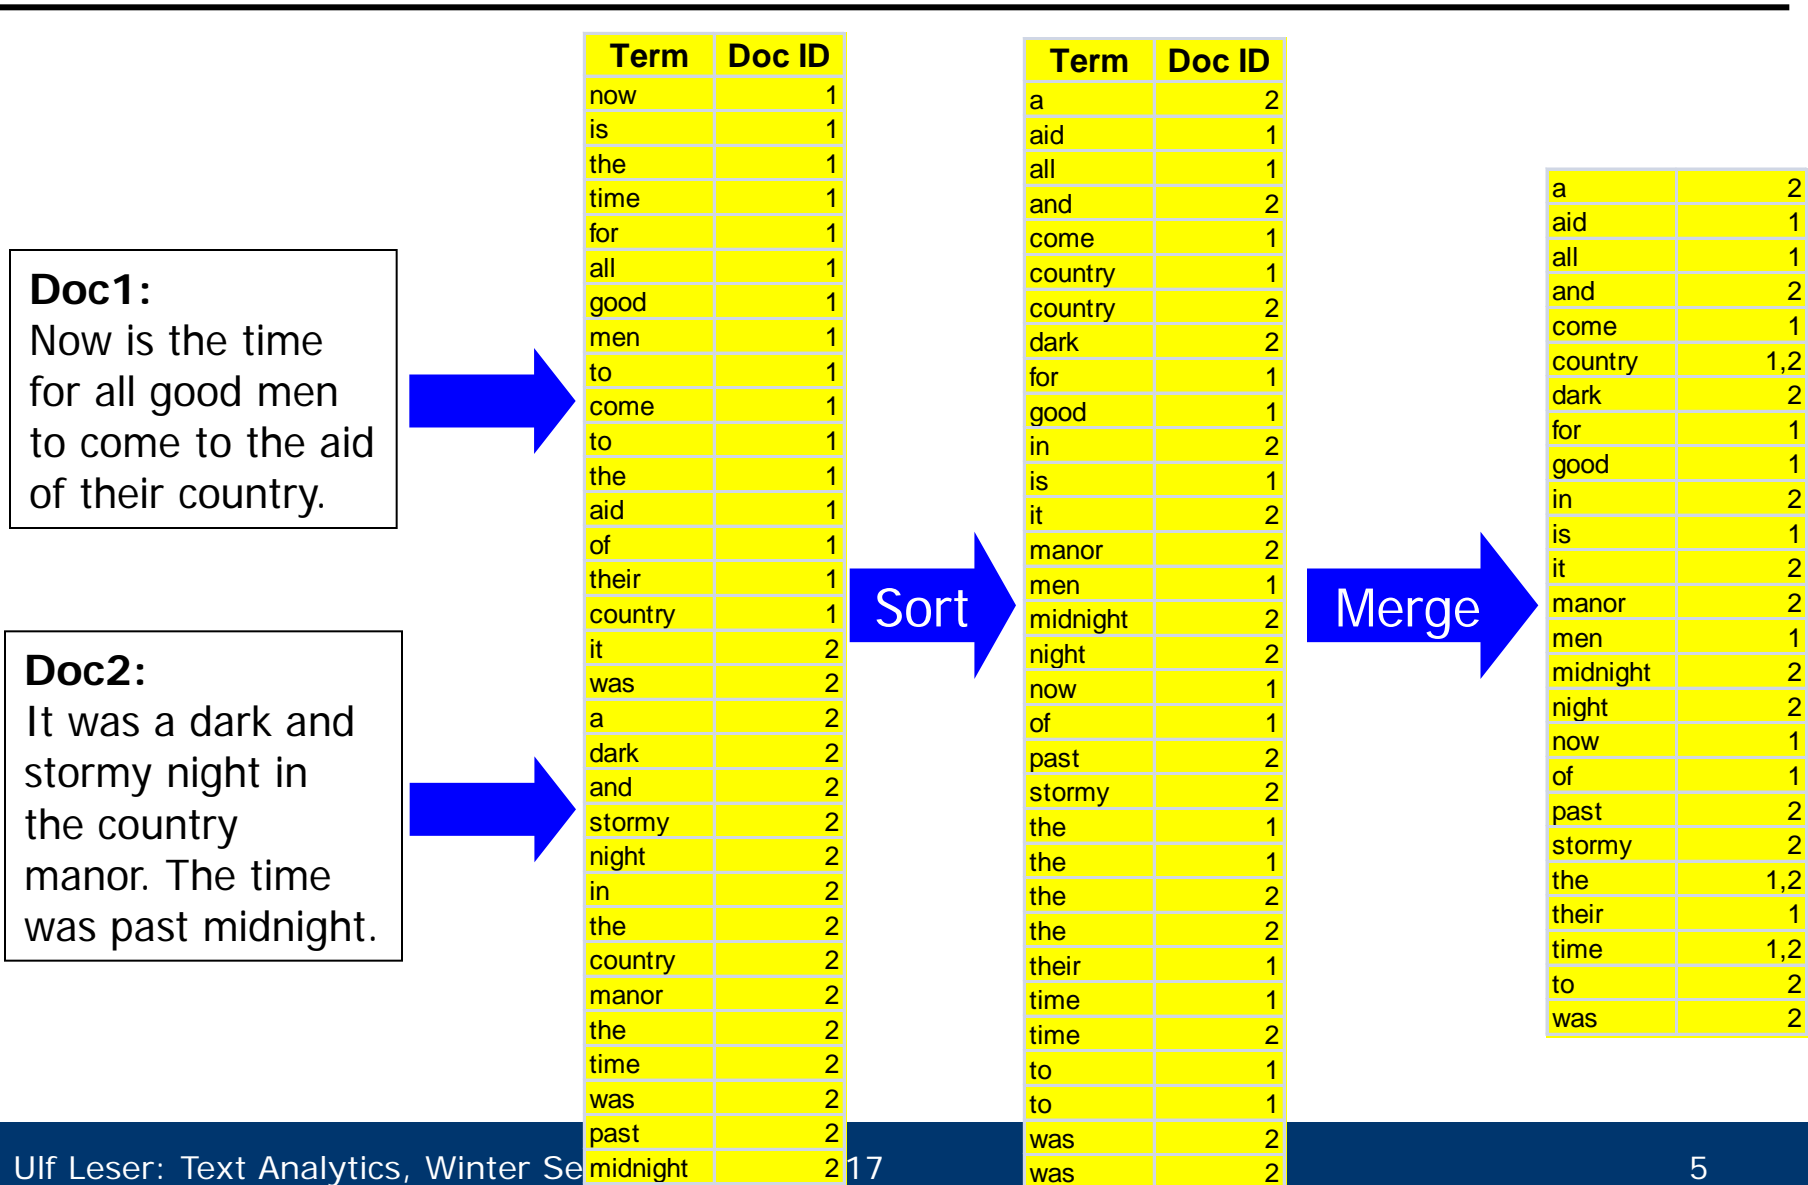 Doc1:
Now is the time
for all good men
to come to the aid
of their country.
Doc2:
It was a dark and
stormy night in
the country
manor. The time
was past midnight.
Term Doc ID
now 1
is 1
the 1
time 1
for 1
all 1
good 1
men 1
to 1
come 1
to 1
the 1
aid 1
of 1
their 1
country 1
it 2
was 2
a 2
dark 2
and 2
stormy 2
night 2
in 2
the 2
country 2
manor 2
the 2
time 2
was 2
past 2
midnight 2
Sort
Term Doc ID
a 2
aid 1
all 1
and 2
come 1
country 1
country 2
dark 2
for 1
good 1
in 2
is 1
it 2
manor 2
men 1
midnight 2
night 2
now 1
of 1
past 2
stormy 2
the 1
the 1
the 2
the 2
their 1
time 1
time 2
to 1
to 1
was 2
was 2
Merge
a 2
aid 1
all 1
and 2
come 1
country 1,2
dark 2
for 1
good 1
in 2
is 1
it 2
manor 2
men 1
midnight 2
night 2
now 1
of 1
past 2
stormy 2
the 1,2
their 1
time 1,2
to 2
was 2
Ulf Leser: Text Analytics, Winter Se 17 5